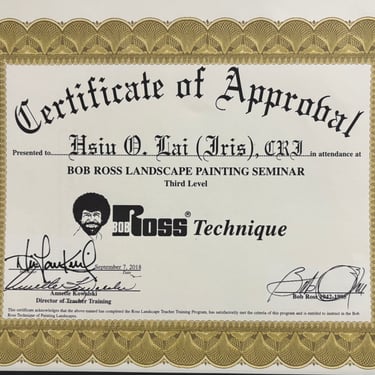 Certificate of Approval
Presented to Hsiu O. Lai (Iris), CRI in attendance at
BOB ROSS LANDSCAPE PAINTING SEMINAR
Third Level
BOB ROSS® Technique
September 7, 2018
Annette Kowalski
Director of Teacher Training
Bob Ross 1942-1995
This certificate acknowledges that the above-named has completed the Ross Landscape Teacher Training Program, has satisfactorily met the criteria of this program and is entitled to instruct in the Bob
Ross Technique of Painting Landscapes.